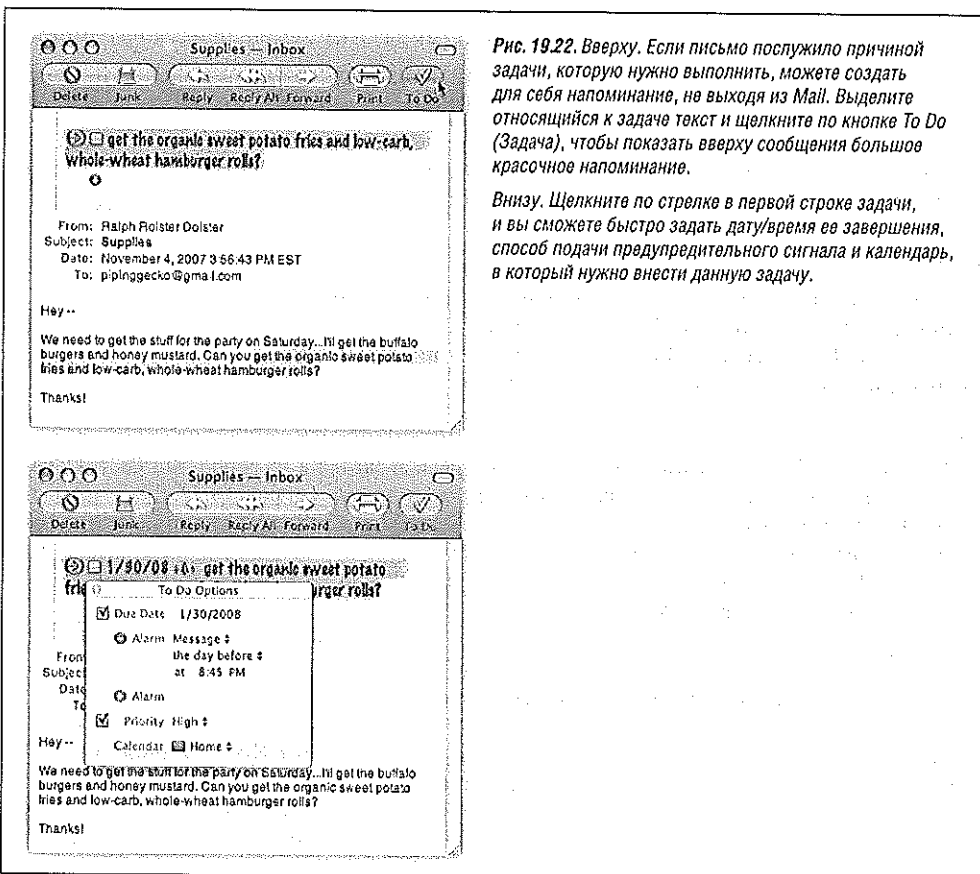 Supplies — Inbox
Delete Junk Reply Reply All Forward Print To Do
get the organic sweet potato fries and low-carb,
whole-wheat hamburger rolls?
From: Ralph Roister Doister
Subject: Supplies
Date: November 4, 2007 3:56:43 PM EST
To: pipinggecko@gmail.com
Hey --
We need to get the stuff for the party on Saturday...I'll get the buffalo
burgers and honey mustard. Can you get the organic sweet potato
fries and low-carb, whole-wheat hamburger rolls?
Thanks!
Рис. 19.22. Вверху. Если письмо послужило причиной
задачи, которую нужно выполнить, можете создать
для себя напоминание, не выходя из Mail. Выделите
относящийся к задаче текст и щелкните по кнопке To Do
(Задача), чтобы показать вверху сообщения большое
красочное напоминание.
Внизу. Щелкните по стрелке в первой строке задачи,
и вы сможете быстро задать дату/время ее завершения,
способ подачи предупредительного сигнала и календарь,
в который нужно внести данную задачу.
Supplies — Inbox
Delete Junk Reply Reply All Forward Print To Do
1/30/08 get the organic sweet potato
frie urger rolls?
To Do Options
Due Date 1/30/2008
Alarm Message
the day before
at 8:45 PM
Alarm
Priority High
Calendar Home
From
Subject
Date
To
Hey --
We need to get the stuff for the party on Saturday...I'll get the buffalo
burgers and honey mustard. Can you get the organic sweet potato
fries and low-carb, whole-wheat hamburger rolls?
Thanks!